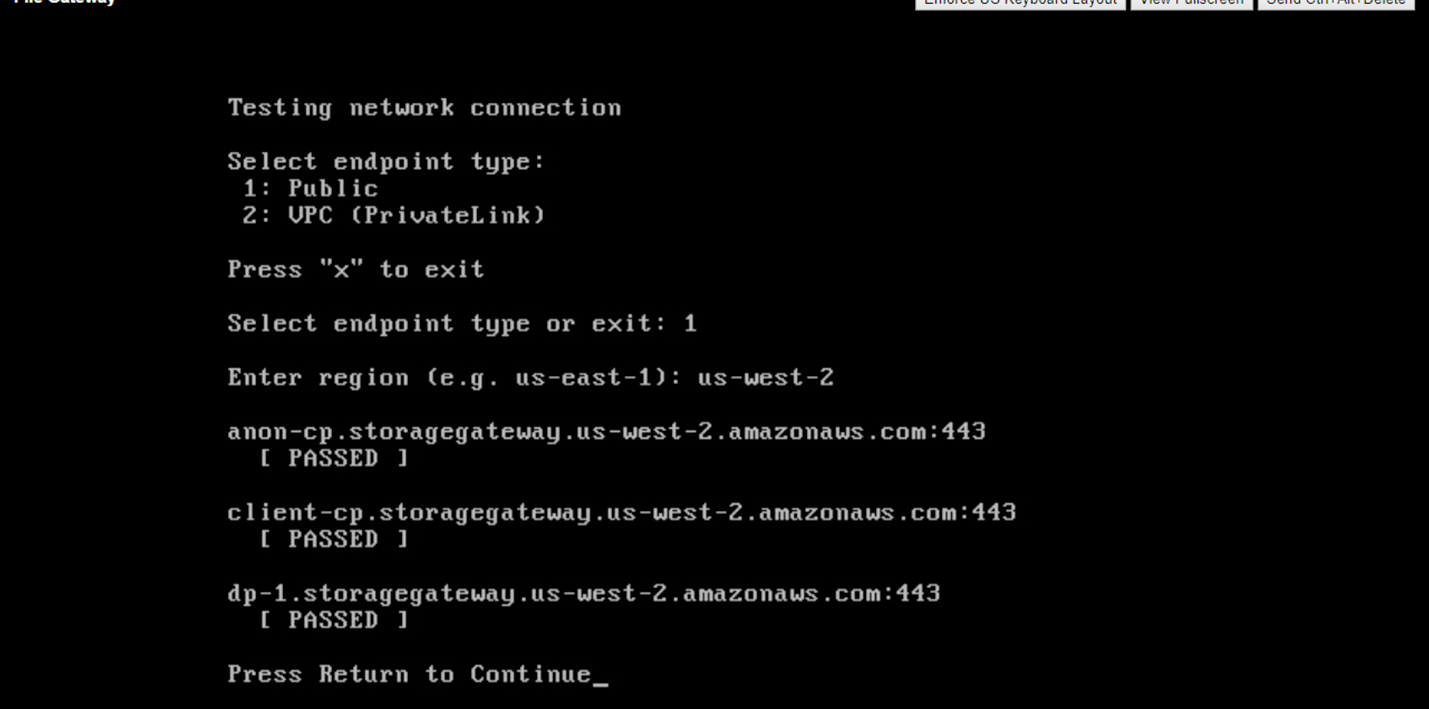 File Gateway
Enforce US Keyboard Layout
View Fullscreen
Send Ctrl+Alt+Delete
Testing network connection
Select endpoint type:
1: Public
2: VPC (PrivateLink)
Press "x" to exit
Select endpoint type or exit: 1
Enter region (e.g. us-east-1): us-west-2
anon-cp.storagegateway.us-west-2.amazonaws.com:443
[ PASSED ]
client-cp.storagegateway.us-west-2.amazonaws.com:443
[ PASSED ]
dp-1.storagegateway.us-west-2.amazonaws.com:443
[ PASSED ]
Press Return to Continue_